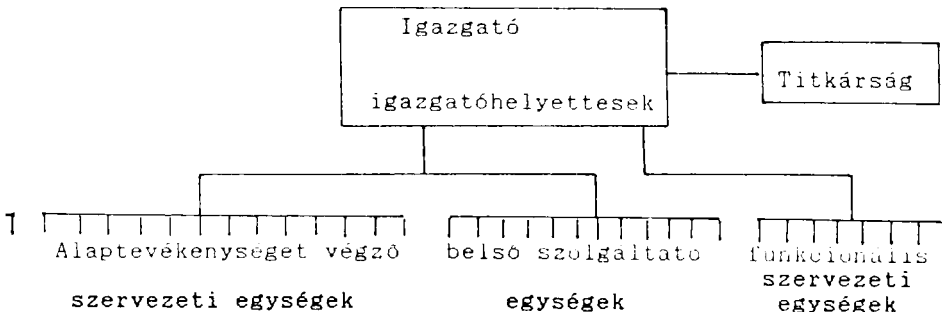 Igazgató
igazgatóhelyettesek
Titkárság
Alaptevékenységet végző
szervezeti egységek
belső szolgáltató
egységek
funkcionális
szervezeti
egységek